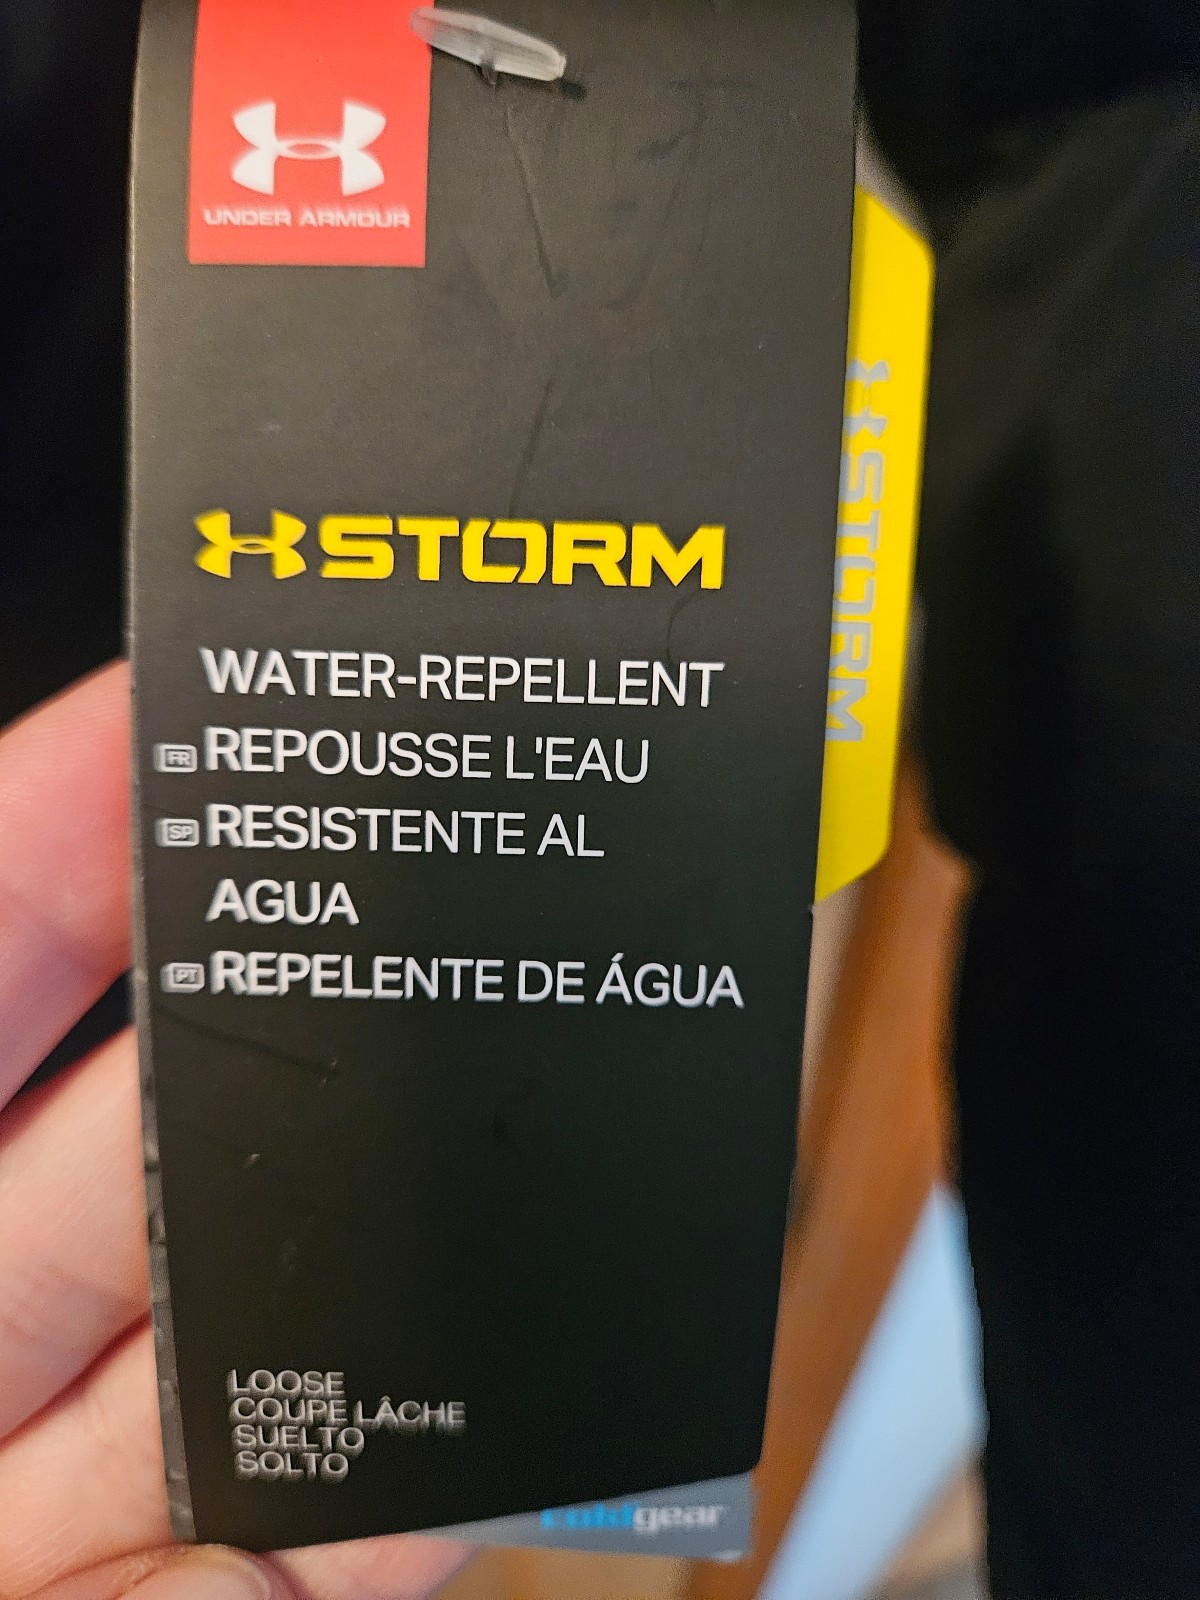 UNDER ARMOUR
STORM
WATER-REPELLENT
FR REPOUSSE L'EAU
SP RESISTENTE AL
AGUA
PT REPELENTE DE ÁGUA
LOOSE
COUPE LÂCHE
SUELTO
SOLTO
STORM
coldgear